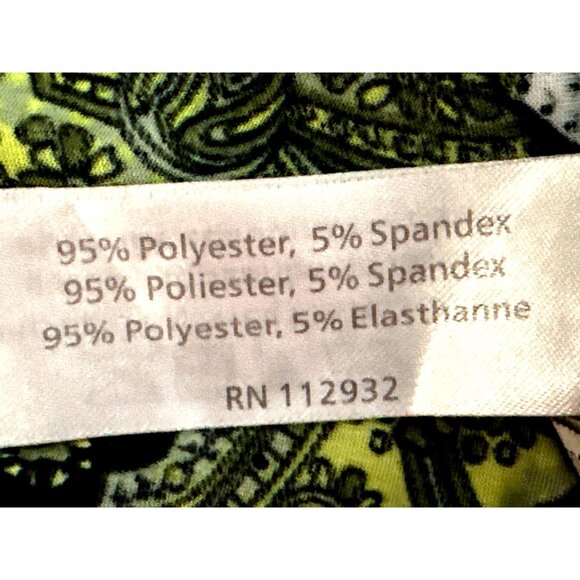 95% Polyester, 5% Spandex
95% Poliester, 5% Spandex
95% Polyester, 5% Elasthanne
RN 112932